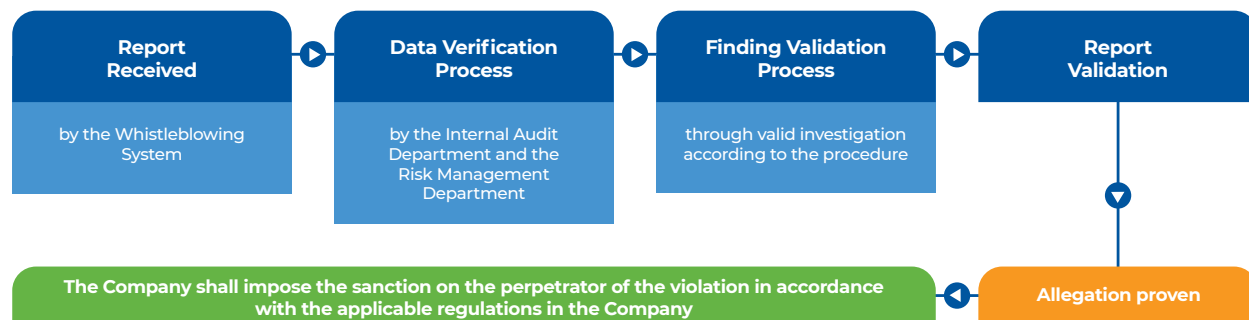 Report
Received
by the Whistleblowing
System
Data Verification
Process
by the Internal Audit
Department and the
Risk Management
Department
Finding Validation
Process
through valid investigation
according to the procedure
Report
Validation
Allegation proven
The Company shall impose the sanction on the perpetrator of the violation in accordance
with the applicable regulations in the Company